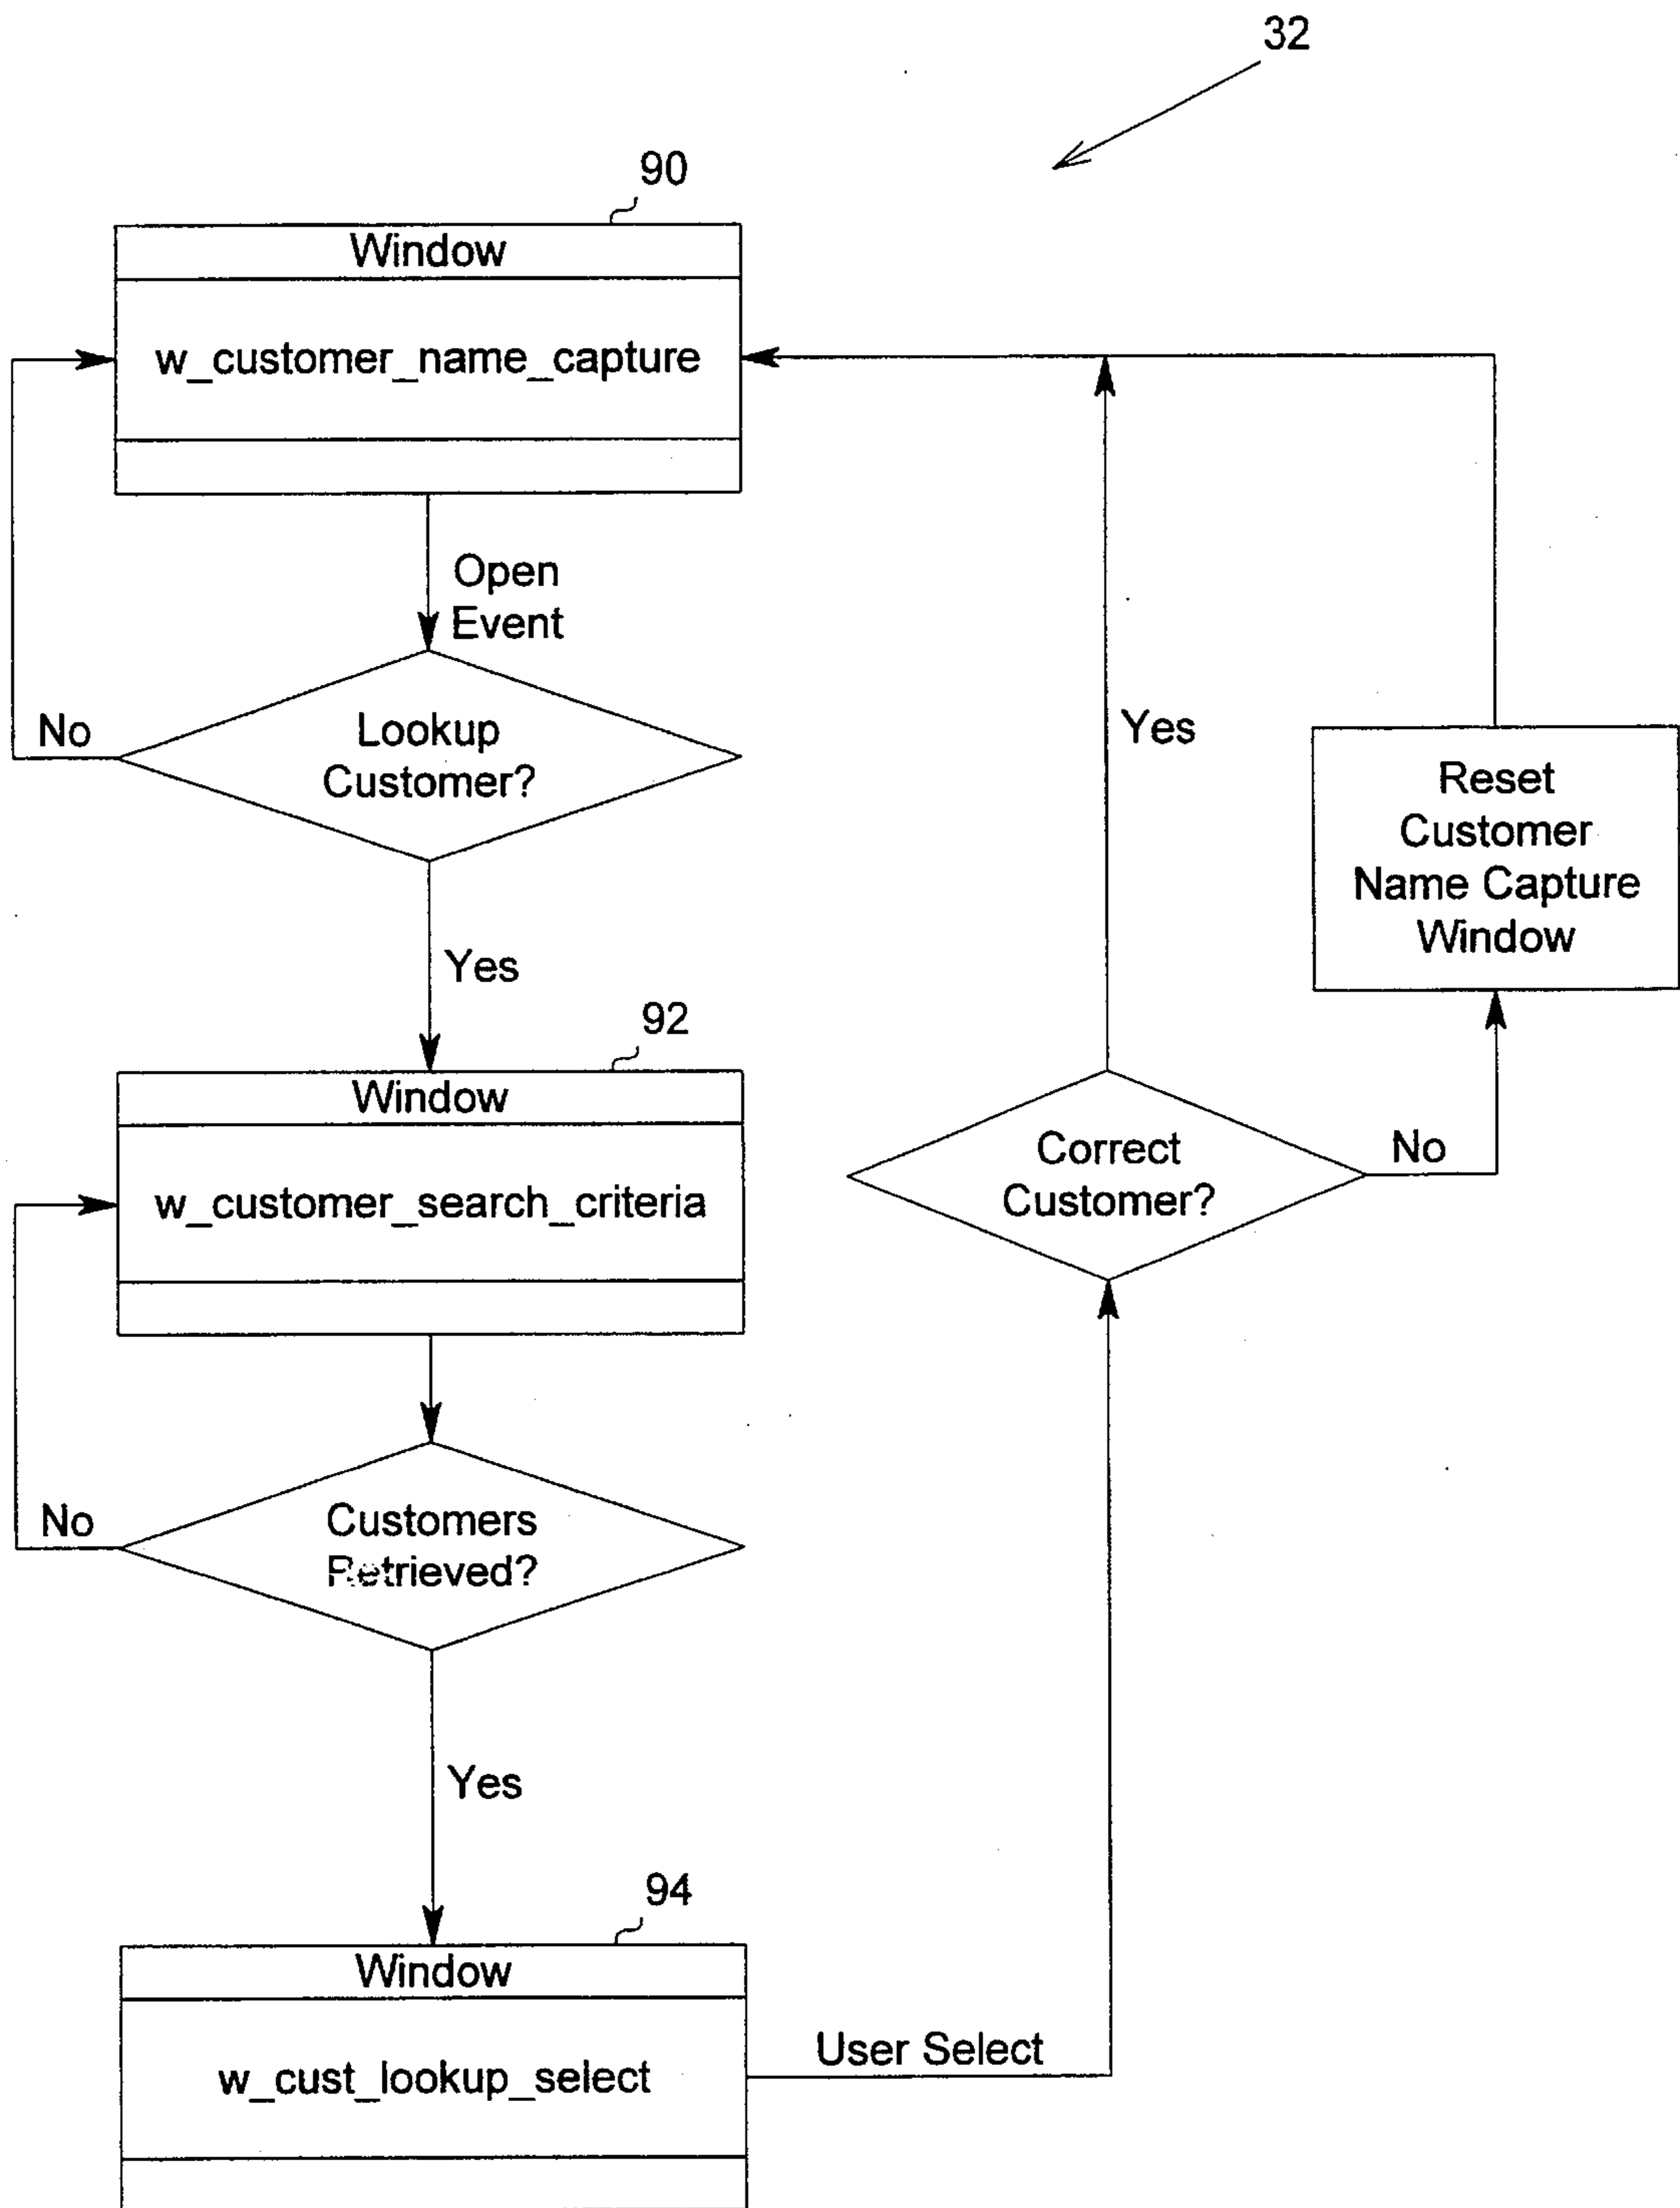 32
90
Window
w_customer_name_capture
Open
Event
Lookup
Customer?
No
Yes
92
Window
w_customer_search_criteria
Customers
Retrieved?
No
Yes
94
Window
w_cust_lookup_select
User Select
Correct
Customer?
Yes
No
Reset
Customer
Name Capture
Window